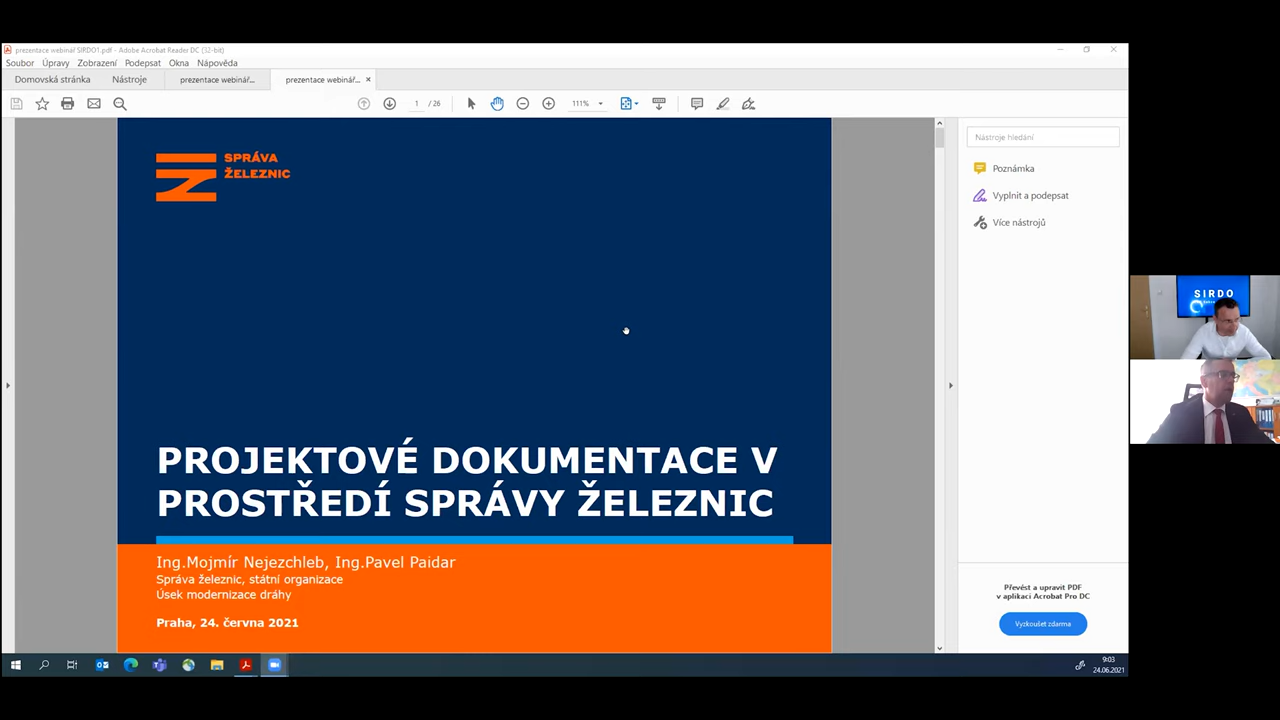 prezentace webinář SIRDO1.pdf - Adobe Acrobat Reader DC (32-bit)
Soubor Úpravy Zobrazení Podepsat Okna Nápověda
Domovská stránka Nástroje prezentace webinář... prezentace webinář... ×
1 / 26 111%
SPRÁVA
ŽELEZNIC
PROJEKTOVÉ DOKUMENTACE V
PROSTŘEDÍ SPRÁVY ŽELEZNIC
Ing.Mojmír Nejezchleb, Ing.Pavel Paidar
Správa železnic, státní organizace
Úsek modernizace dráhy
Praha, 24. června 2021
Nástroje hledání
Poznámka
Vyplnit a podepsat
Více nástrojů
Převést a upravit PDF
v aplikaci Acrobat Pro DC
Vyzkoušet zdarma
SIRDO
9:03
24.06.2021